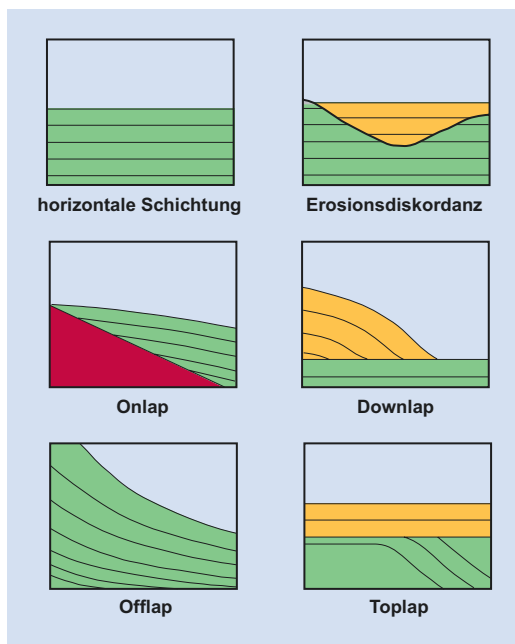 horizontale Schichtung
Erosionsdiskordanz
Onlap
Downlap
Offlap
Toplap